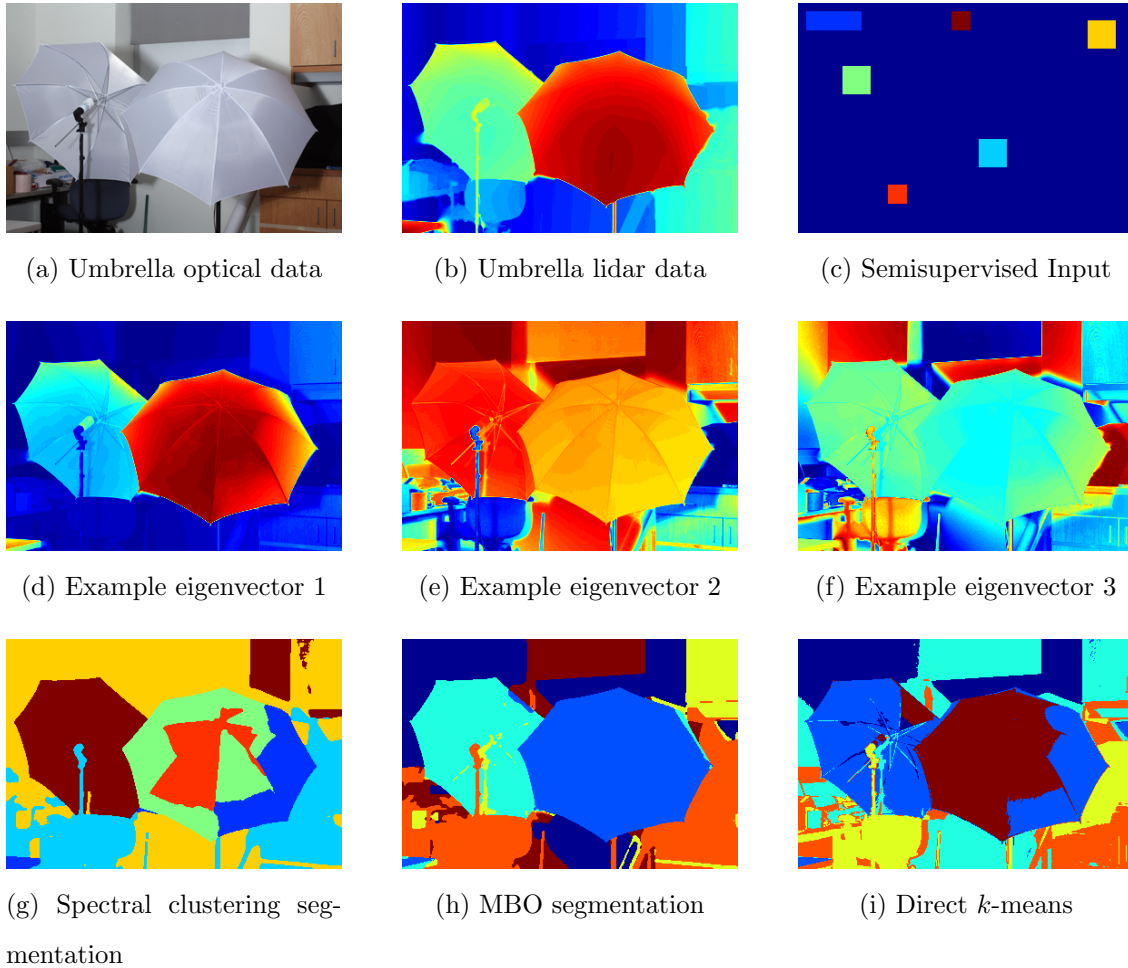 (a) Umbrella optical data
(b) Umbrella lidar data
(c) Semisupervised Input
(d) Example eigenvector 1
(e) Example eigenvector 2
(f) Example eigenvector 3
(g) Spectral clustering seg-
mentation
(h) MBO segmentation
(i) Direct k-means